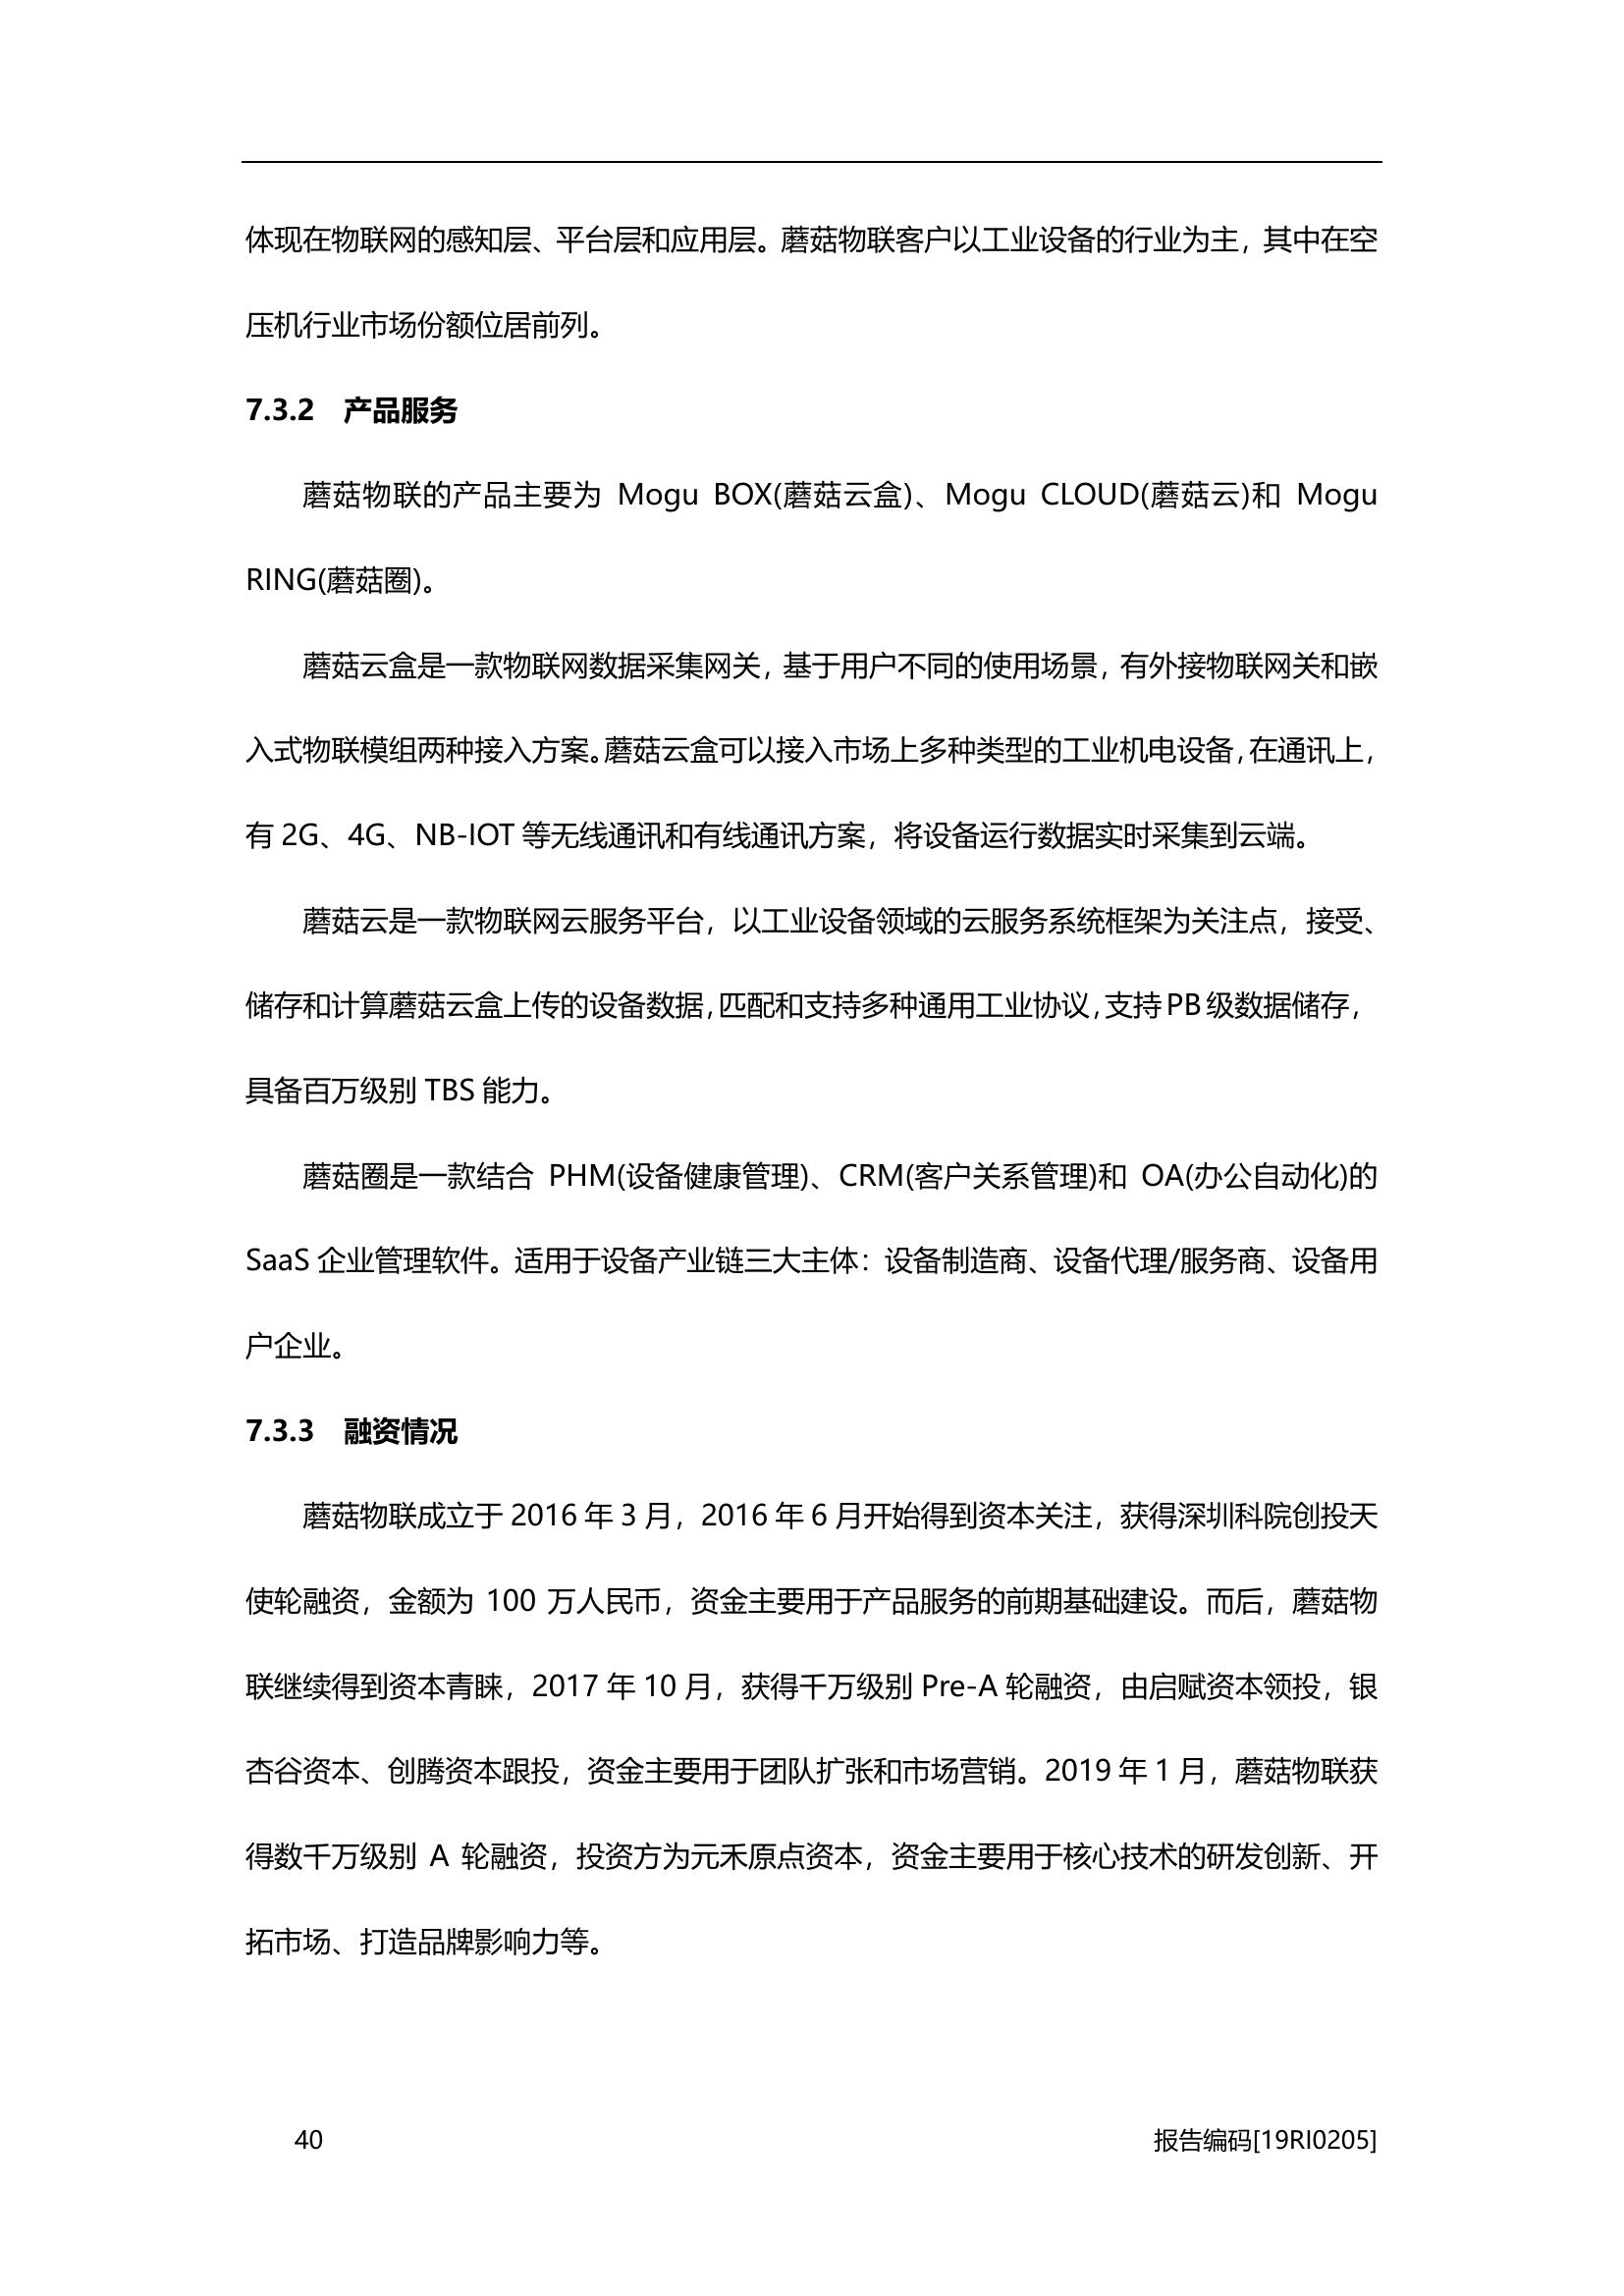 体现在物联网的感知层、平台层和应用层。蘑菇物联客户以工业设备的行业为主，其中在空
压机行业市场份额位居前列。
7.3.2 产品服务
蘑菇物联的产品主要为 Mogu BOX(蘑菇云盒)、Mogu CLOUD(蘑菇云)和 Mogu
RING(蘑菇圈)。
蘑菇云盒是一款物联网数据采集网关，基于用户不同的使用场景，有外接物联网关和嵌
入式物联模组两种接入方案。蘑菇云盒可以接入市场上多种类型的工业机电设备，在通讯上，
有 2G、4G、NB-IOT 等无线通讯和有线通讯方案，将设备运行数据实时采集到云端。
蘑菇云是一款物联网云服务平台，以工业设备领域的云服务系统框架为关注点，接受、
储存和计算蘑菇云盒上传的设备数据，匹配和支持多种通用工业协议，支持 PB 级数据储存，
具备百万级别 TBS 能力。
蘑菇圈是一款结合 PHM(设备健康管理)、CRM(客户关系管理)和 OA(办公自动化)的
SaaS 企业管理软件。适用于设备产业链三大主体：设备制造商、设备代理/服务商、设备用
户企业。
7.3.3 融资情况
蘑菇物联成立于 2016 年 3 月，2016 年 6 月开始得到资本关注，获得深圳科院创投天
使轮融资，金额为 100 万人民币，资金主要用于产品服务的前期基础建设。而后，蘑菇物
联继续得到资本青睐，2017 年 10 月，获得千万级别 Pre-A 轮融资，由启赋资本领投，银
杏谷资本、创腾资本跟投，资金主要用于团队扩张和市场营销。2019 年 1 月，蘑菇物联获
得数千万级别 A 轮融资，投资方为元禾原点资本，资金主要用于核心技术的研发创新、开
拓市场、打造品牌影响力等。
40 报告编码[19RI0205]